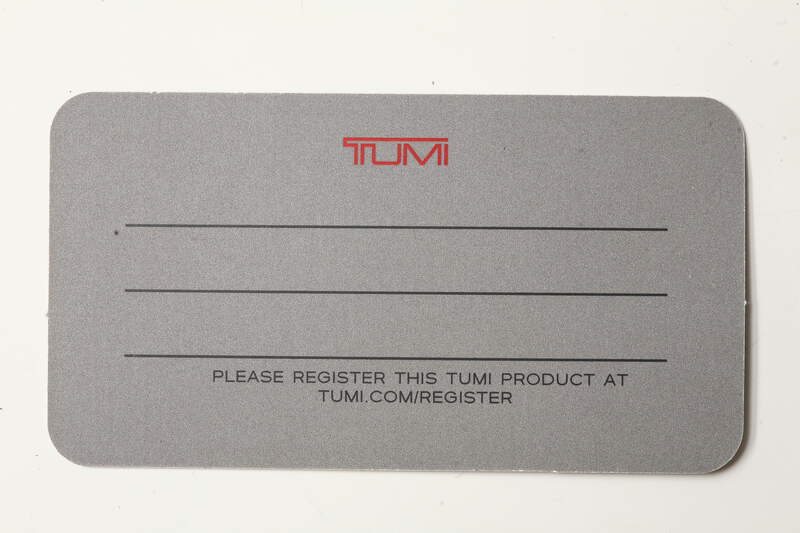 TUMI
PLEASE REGISTER THIS TUMI PRODUCT AT
TUMI.COM/REGISTER